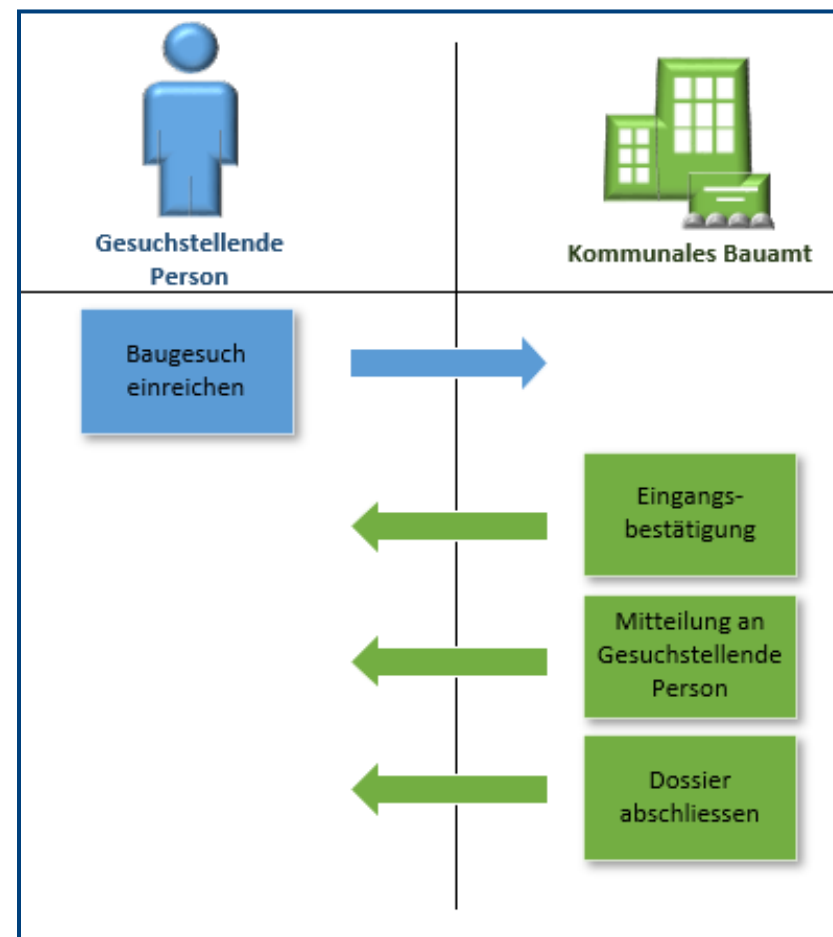 Gesuchstellende
Person
Kommunales Bauamt
Baugesuch
einreichen
Eingangs-
bestätigung
Mitteilung an
Gesuchstellende
Person
Dossier
abschliessen